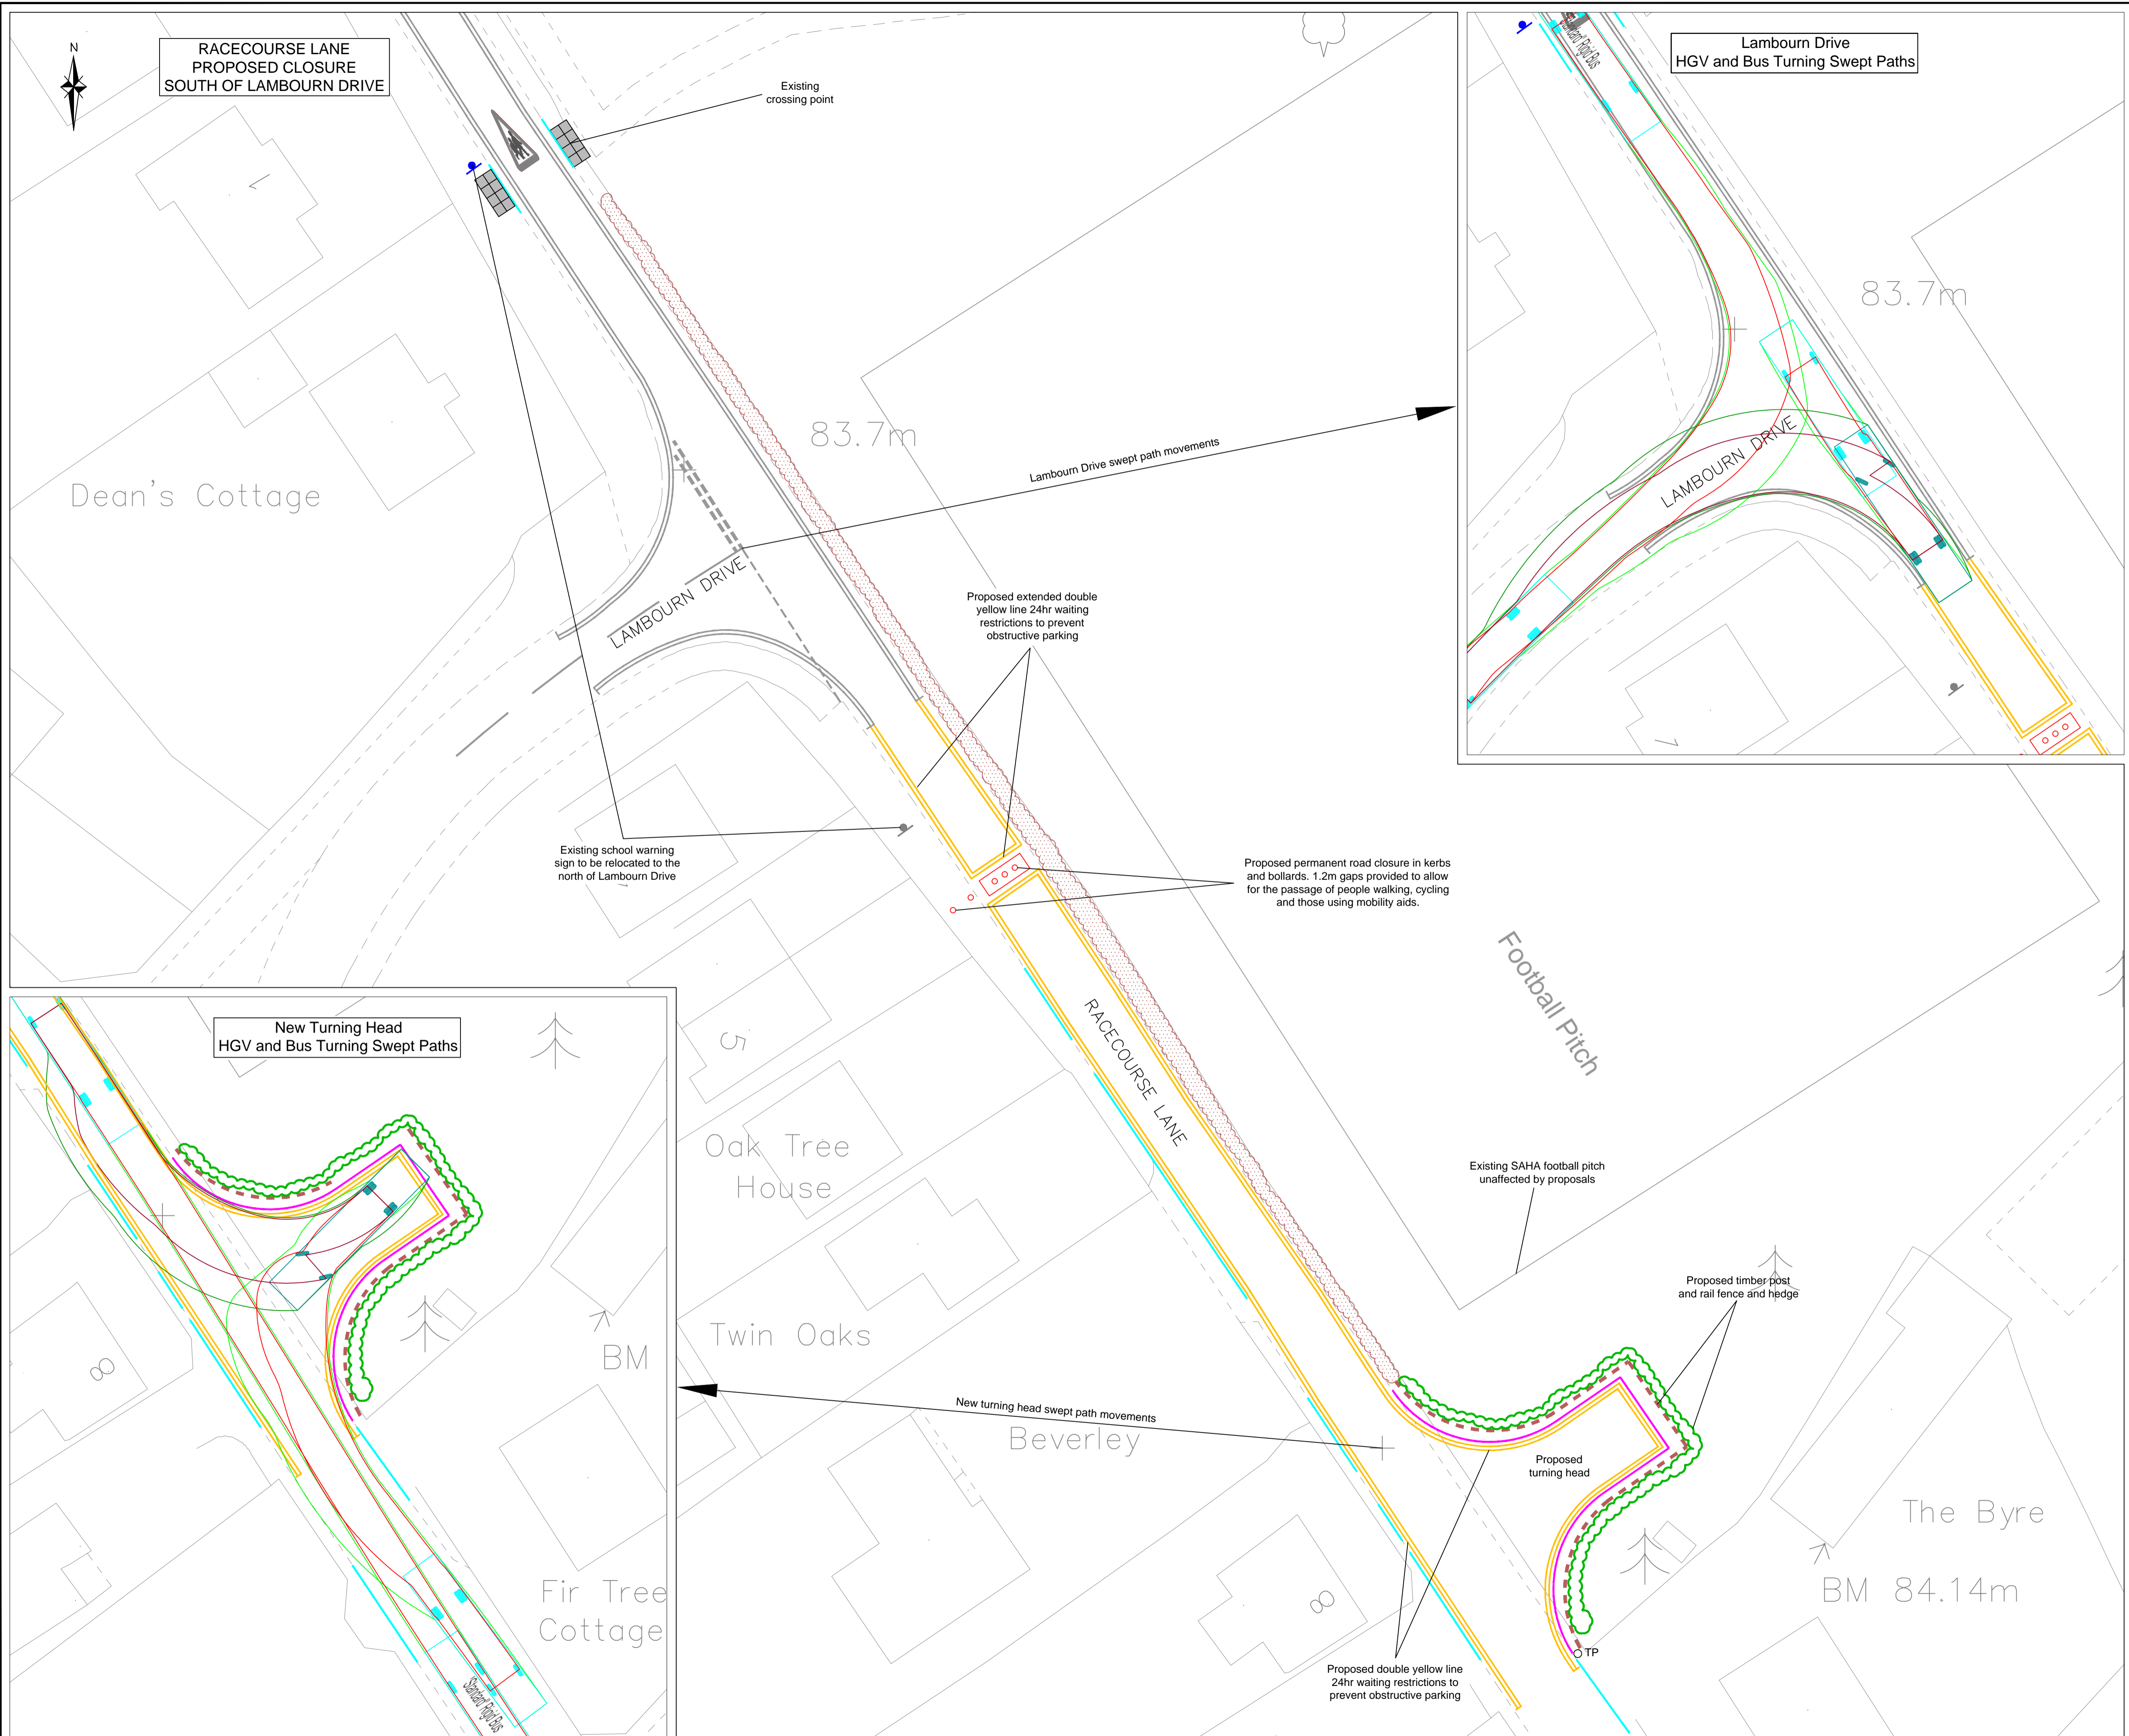 N
RACECOURSE LANE
PROPOSED CLOSURE
SOUTH OF LAMBOURN DRIVE
Existing
crossing point
1
Dean's Cottage
83.7m
Lambourn Drive swept path movements
LAMBOURN DRIVE
Proposed extended double
yellow line 24hr waiting
restrictions to prevent
obstructive parking
Existing school warning
sign to be relocated to the
north of Lambourn Drive
Proposed permanent road closure in kerbs
and bollards. 1.2m gaps provided to allow
for the passage of people walking, cycling
and those using mobility aids.
Football Pitch
RACECOURSE LANE
5
Oak Tree
House
Twin Oaks
Existing SAHA football pitch
unaffected by proposals
Proposed timber post
and rail fence and hedge
New turning head swept path movements
Beverley
Proposed
turning head
The Byre
BM 84.14m
8
TP
Proposed double yellow line
24hr waiting restrictions to
prevent obstructive parking
Lambourn Drive
HGV and Bus Turning Swept Paths
Standard Rigid Bus
83.7m
LAMBOURN DRIVE
7
New Turning Head
HGV and Bus Turning Swept Paths
BM
8
Fir Tree
Cottage
Standard Rigid Bus